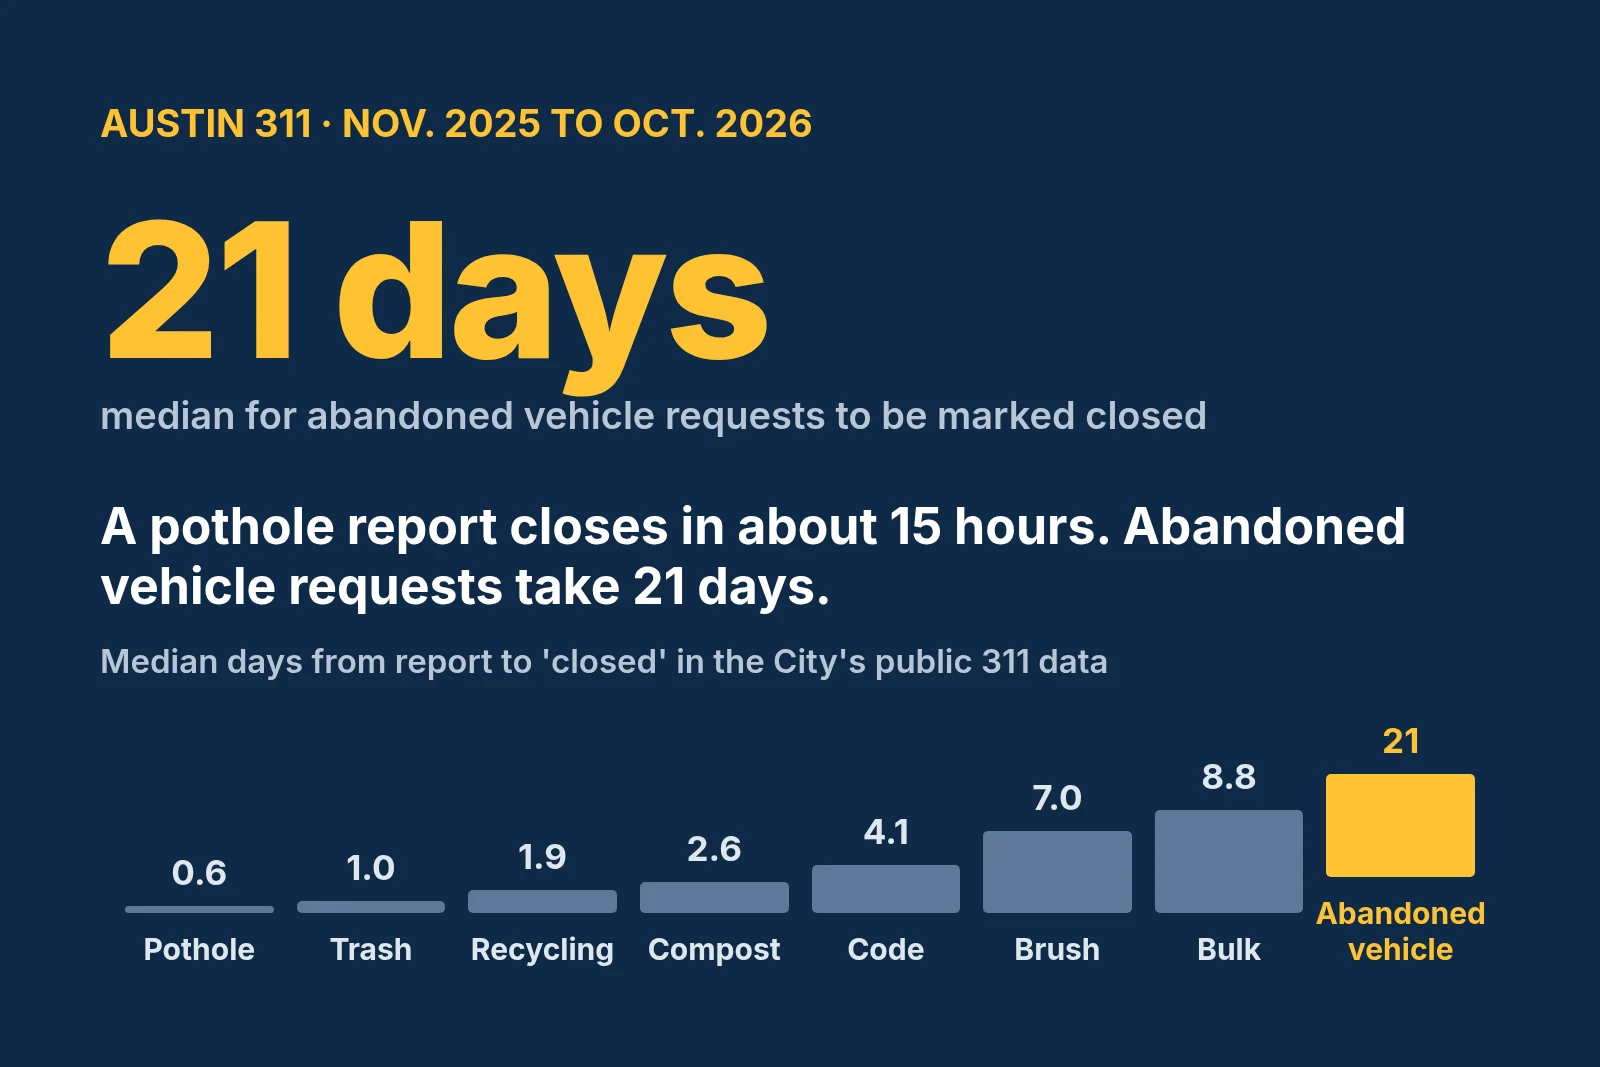 AUSTIN 311 · NOV. 2025 TO OCT. 2026
21 days
median for abandoned vehicle requests to be marked closed
A pothole report closes in about 15 hours. Abandoned
vehicle requests take 21 days.
Median days from report to 'closed' in the City's public 311 data
0.6
Pothole
1.0
Trash
1.9
Recycling
2.6
Compost
4.1
Code
7.0
Brush
8.8
Bulk
21
Abandoned
vehicle